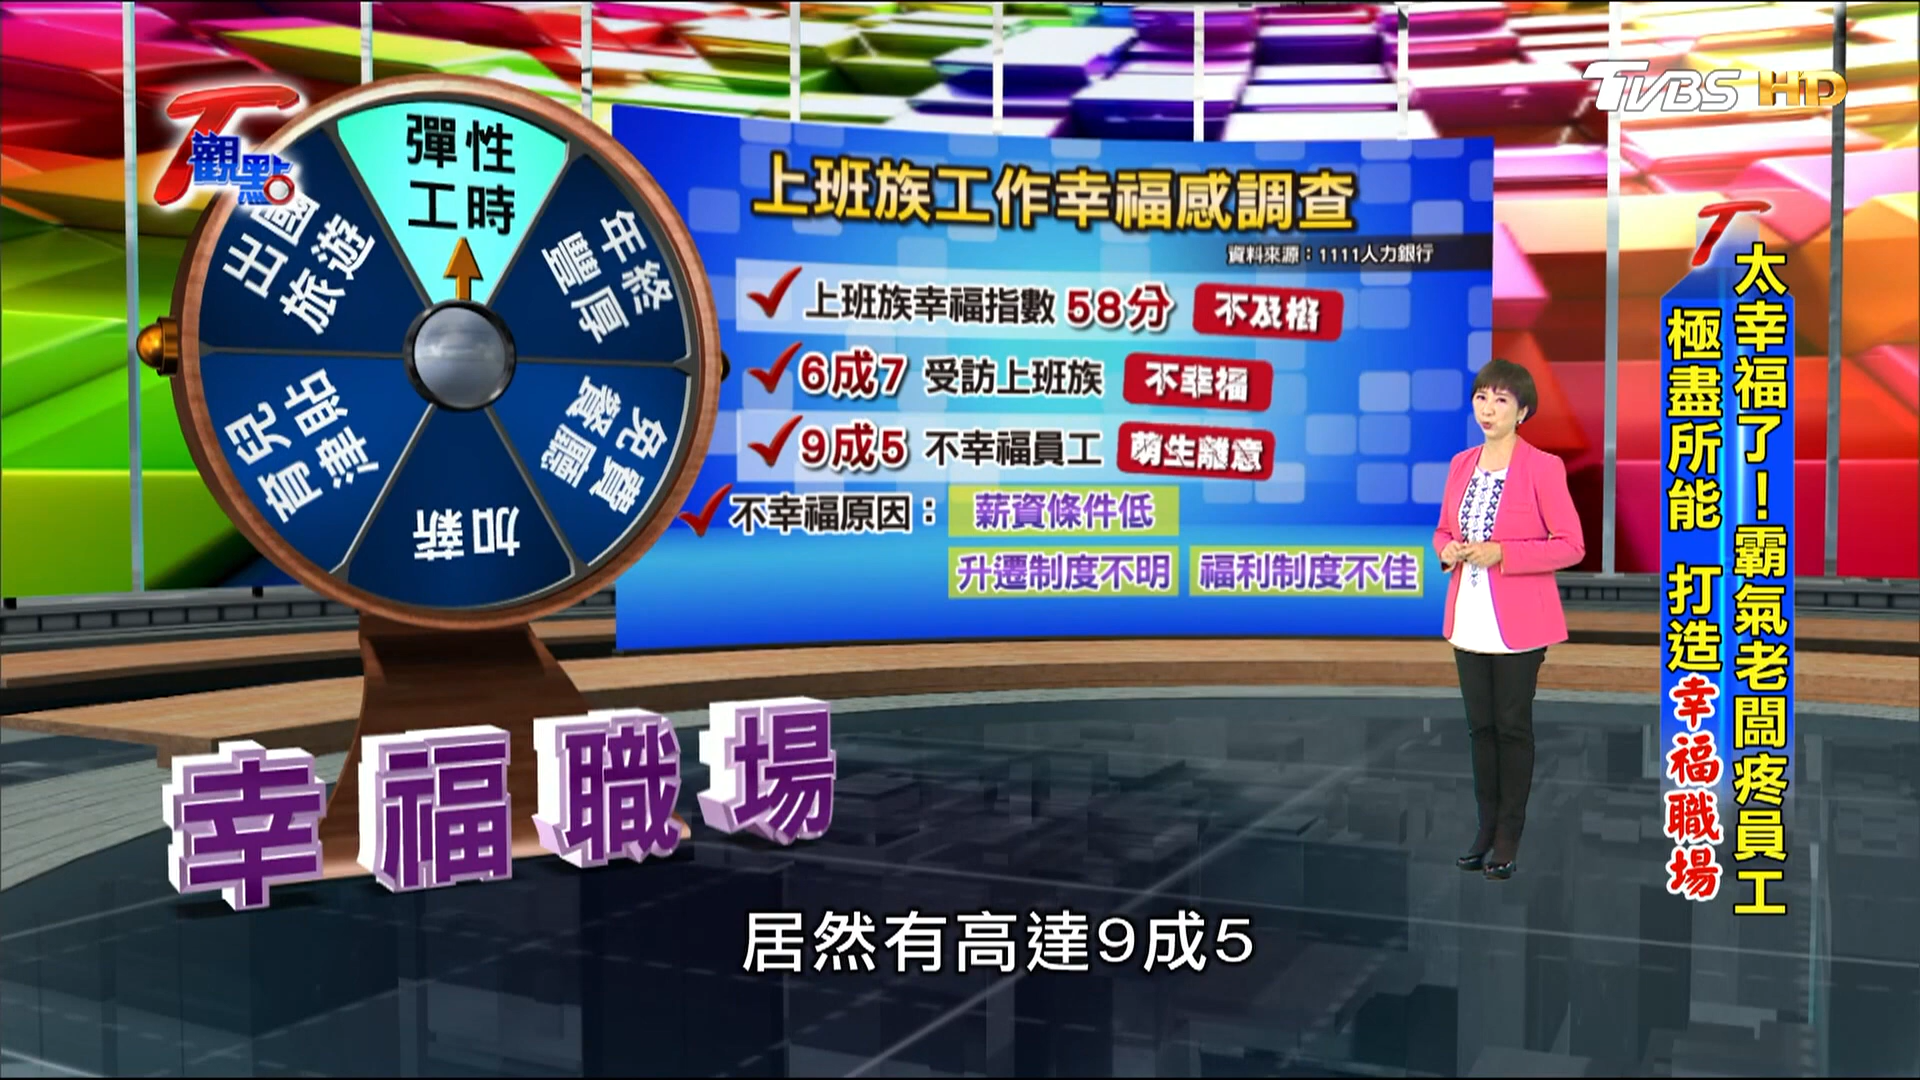 T觀點
TVBS HD
彈性
工時
年終
豐厚
免費
餐廳
加薪
育兒
津貼
出國
旅遊
上班族工作幸福感調查
資料來源：1111人力銀行
上班族幸福指數 58分 不及格
6成7 受訪上班族 不幸福
9成5 不幸福員工 萌生離意
不幸福原因： 薪資條件低
升遷制度不明 福利制度不佳
T
太幸福了！霸氣老闆疼員工
極盡所能 打造幸福職場
幸福職場
居然有高達9成5